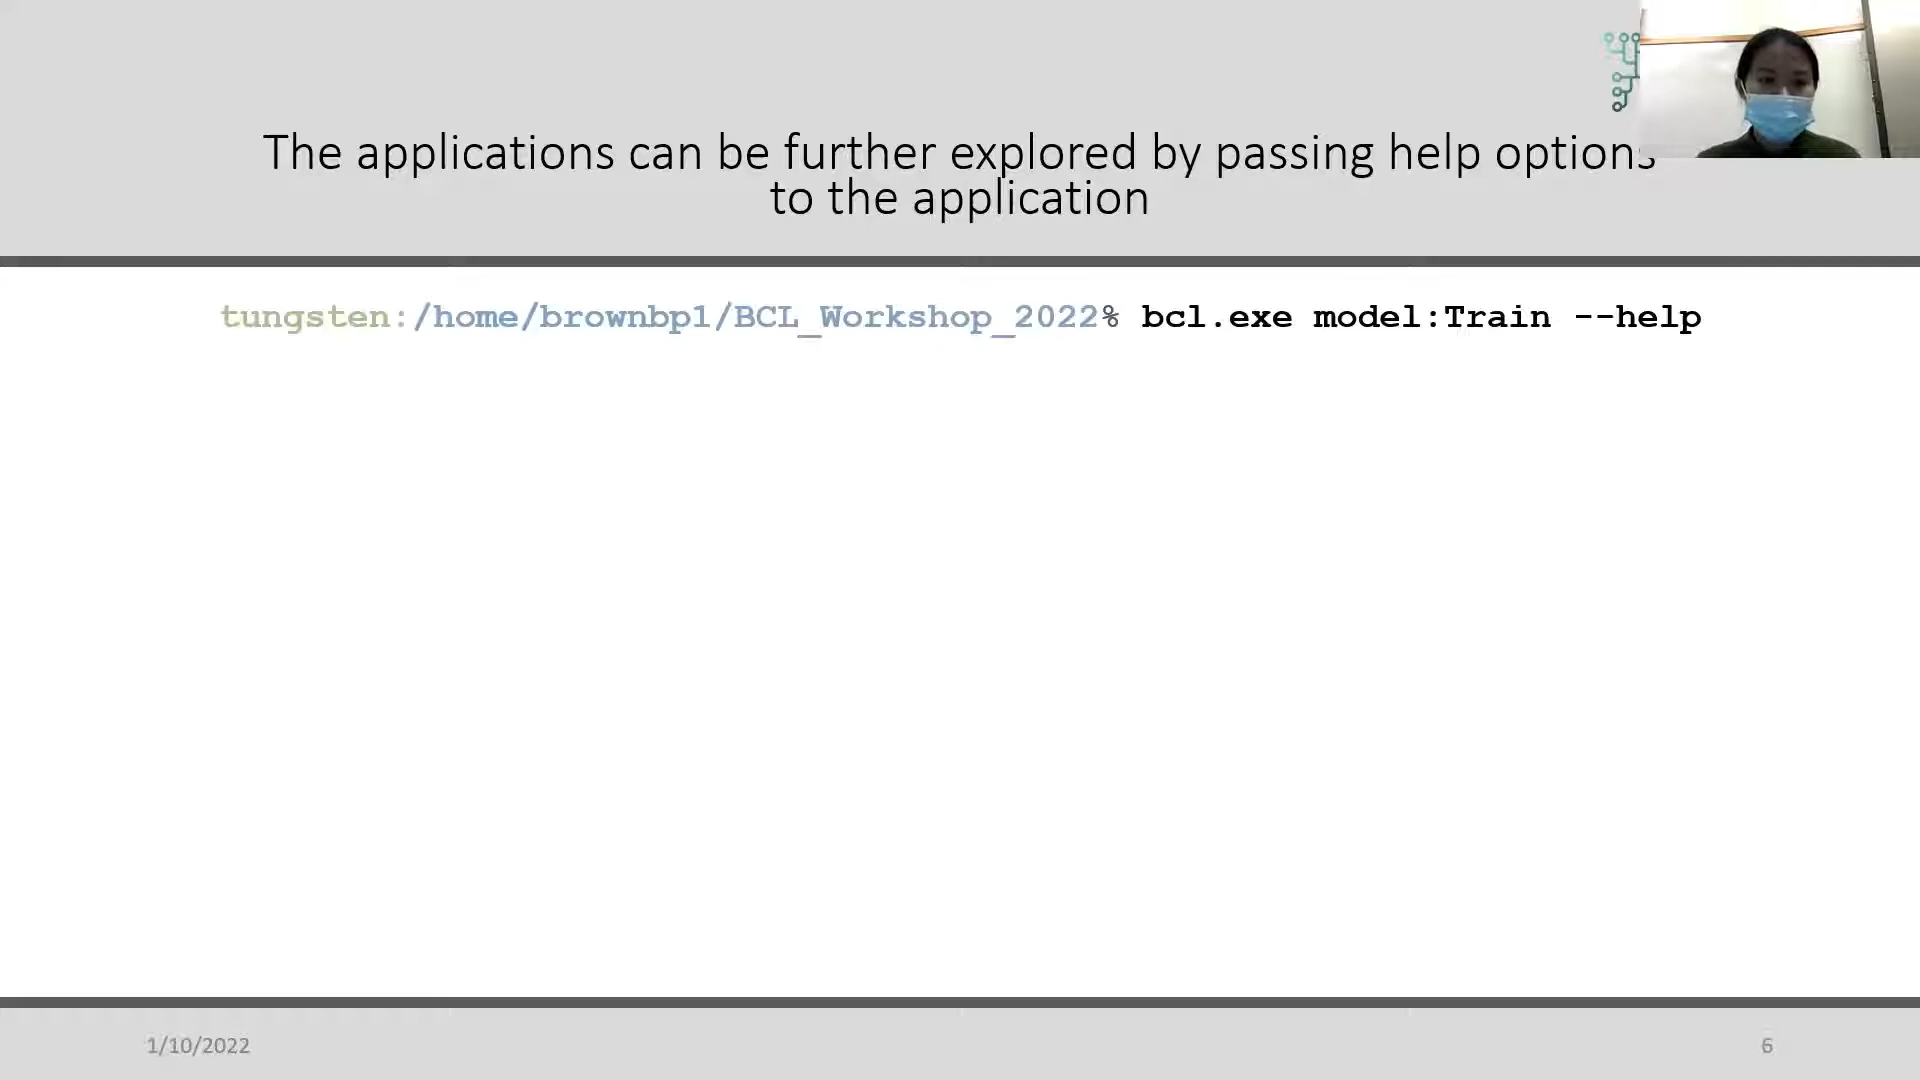 The applications can be further explored by passing help options
to the application
tungsten:/home/brownbp1/BCL_Workshop_2022% bcl.exe model:Train --help
1/10/2022
6